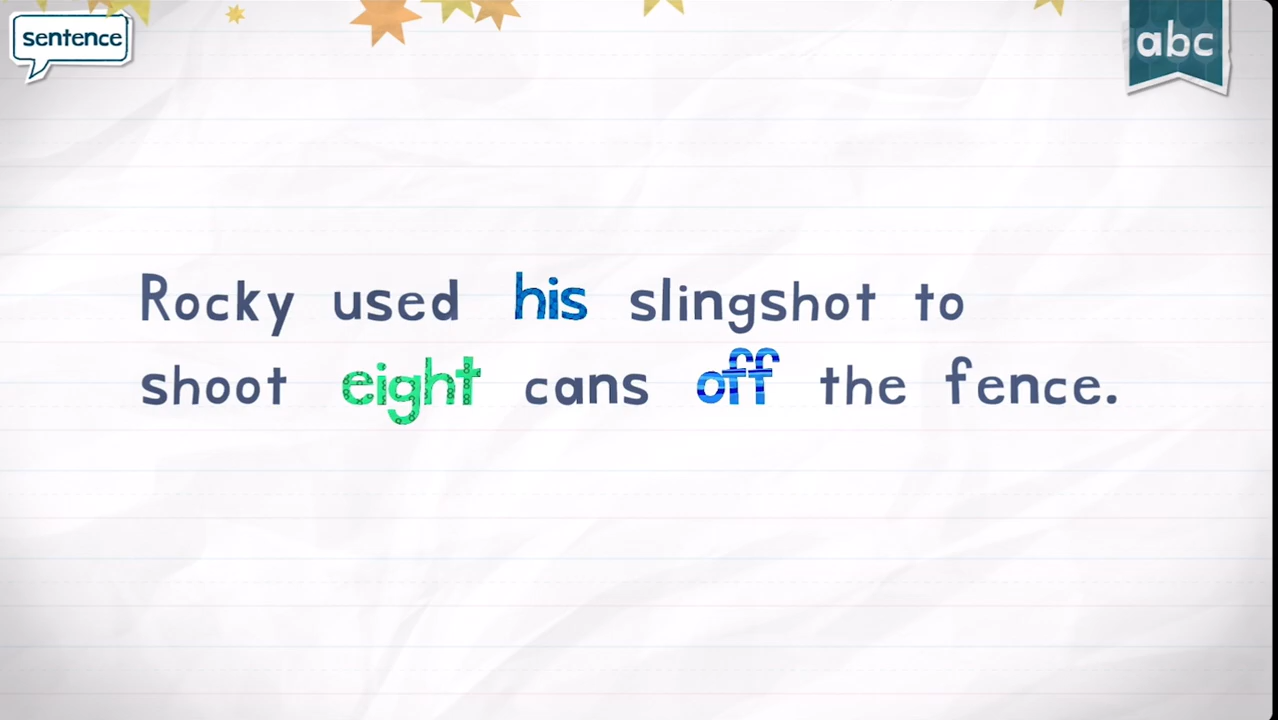 sentence
abc
Rocky used his slingshot to
shoot eight cans off the fence.